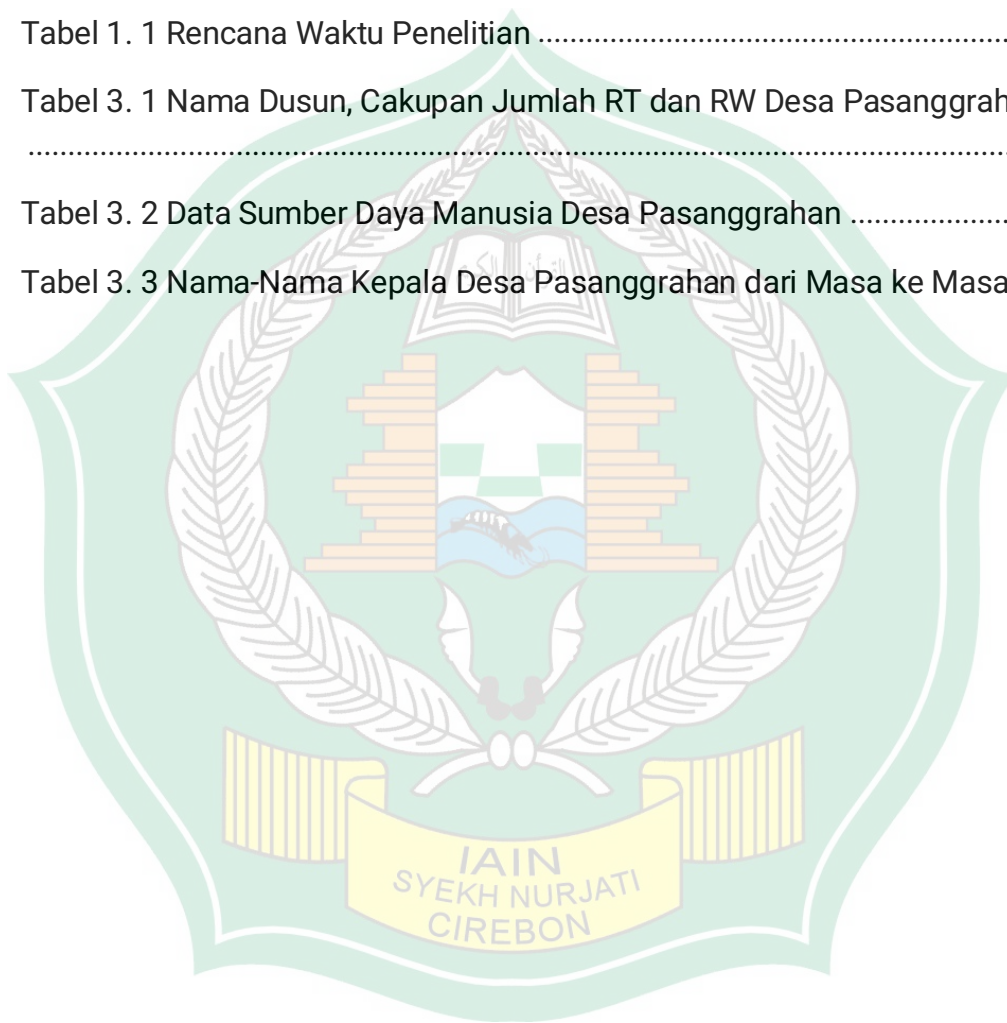 Tabel 1. 1 Rencana Waktu Penelitian ....................................................................
Tabel 3. 1 Nama Dusun, Cakupan Jumlah RT dan RW Desa Pasanggrah
....................................................................................................................................
Tabel 3. 2 Data Sumber Daya Manusia Desa Pasanggrahan ....................
Tabel 3. 3 Nama-Nama Kepala Desa Pasanggrahan dari Masa ke Masa
القرآن الكريم
IAIN
SYEKH NURJATI
CIREBON